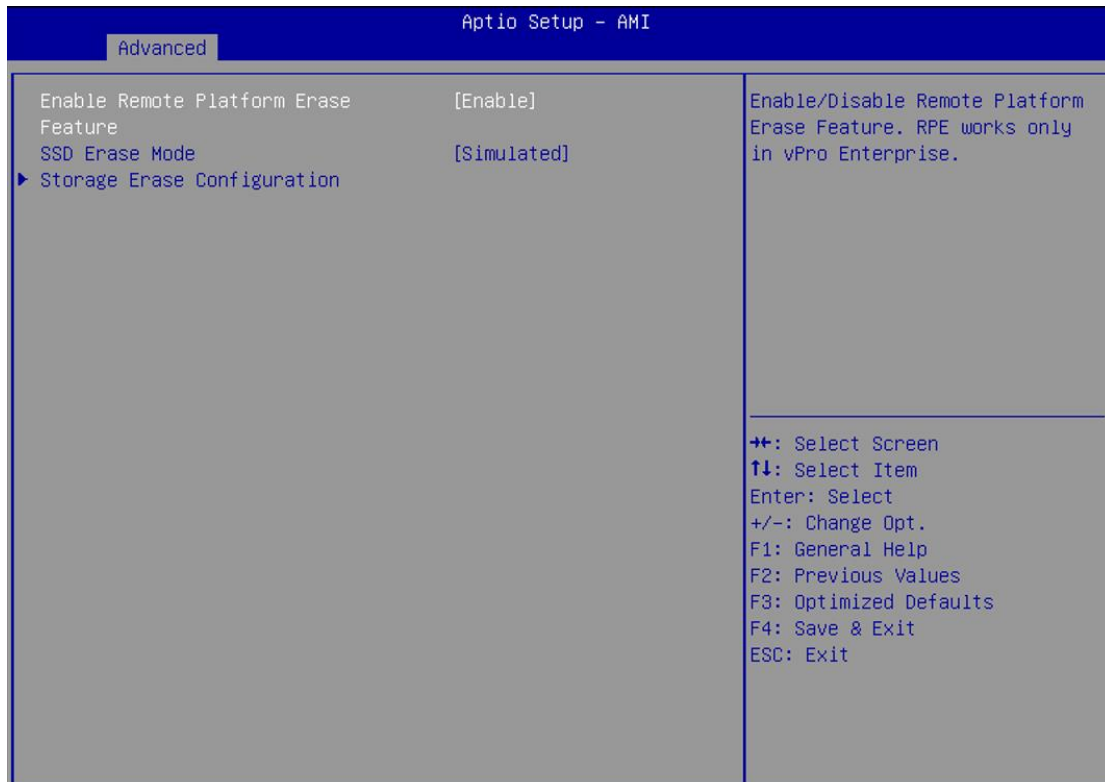 Aptio Setup – AMI
Advanced
Enable Remote Platform Erase [Enable]
Feature
SSD Erase Mode [Simulated]
▶ Storage Erase Configuration
Enable/Disable Remote Platform
Erase Feature. RPE works only
in vPro Enterprise.
→←: Select Screen
↑↓: Select Item
Enter: Select
+/-: Change Opt.
F1: General Help
F2: Previous Values
F3: Optimized Defaults
F4: Save & Exit
ESC: Exit